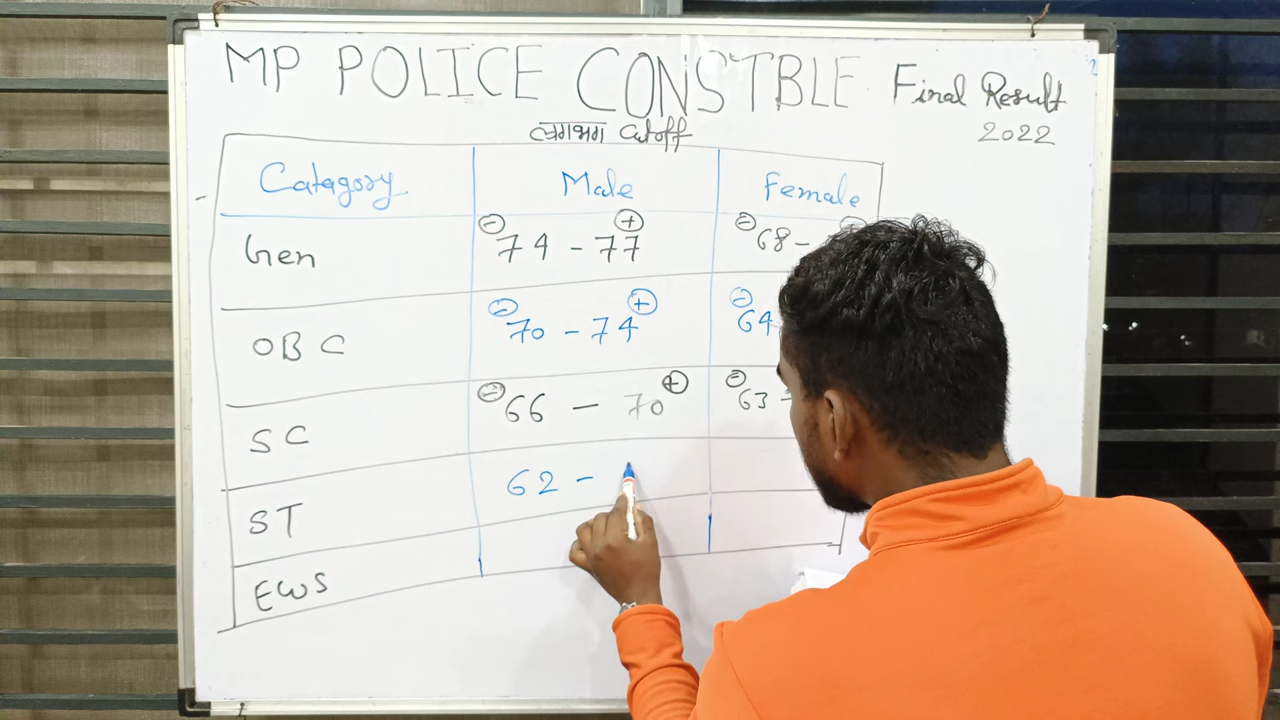 MP POLICE CONSTBLE Final Result
लगभग Cutoff 2022
Catagory Male Female
Gen ⊖ 74 - 77 ⊕ ⊖ 68 -
OBC ⊖ 70 - 74 ⊕ ⊖ 64
SC ⊖ 66 - 70 ⊕ ⊖ 63 -
ST 62 -
EWS